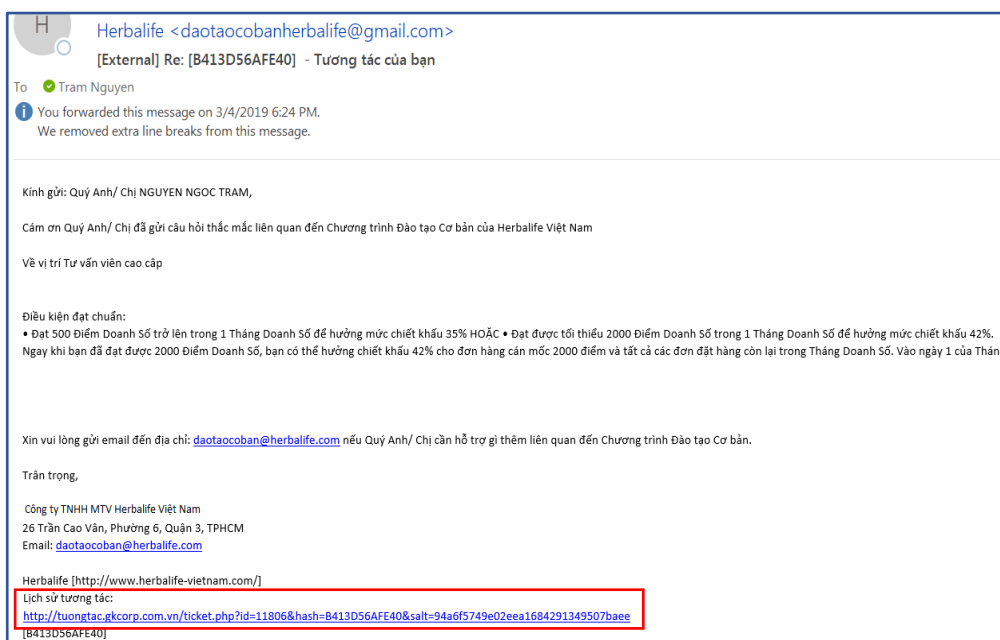 H
Herbalife <daotaocobanherbalife@gmail.com>
[External] Re: [B413D56AFE40] - Tương tác của bạn
To Tram Nguyen
You forwarded this message on 3/4/2019 6:24 PM.
We removed extra line breaks from this message.
Kính gửi: Quý Anh/ Chị NGUYEN NGOC TRAM,
Cám ơn Quý Anh/ Chị đã gửi câu hỏi thắc mắc liên quan đến Chương trình Đào tạo Cơ bản của Herbalife Việt Nam
Về vị trí Tư vấn viên cao câp
Điều kiện đạt chuẩn:
• Đạt 500 Điểm Doanh Số trở lên trong 1 Tháng Doanh Số để hưởng mức chiết khấu 35% HOẶC • Đạt được tối thiểu 2000 Điểm Doanh Số trong 1 Tháng Doanh Số để hưởng mức chiết khấu 42%.
Ngay khi bạn đã đạt được 2000 Điểm Doanh Số, bạn có thể hưởng chiết khấu 42% cho đơn hàng cán mốc 2000 điểm và tất cả các đơn đặt hàng còn lại trong Tháng Doanh Số. Vào ngày 1 của Thán
Xin vui lòng gửi email đến địa chỉ: daotaocoban@herbalife.com nếu Quý Anh/ Chị cần hỗ trợ gì thêm liên quan đến Chương trình Đào tạo Cơ bản.
Trân trọng,
Công ty TNHH MTV Herbalife Việt Nam
26 Trần Cao Vân, Phường 6, Quận 3, TPHCM
Email: daotaocoban@herbalife.com
Herbalife [http://www.herbalife-vietnam.com/]
Lịch sử tương tác:
http://tuongtac.gkcorp.com.vn/ticket.php?id=11806&hash=B413D56AFE40&salt=94a6f5749e02eea1684291349507baee
[B413D56AFE40]